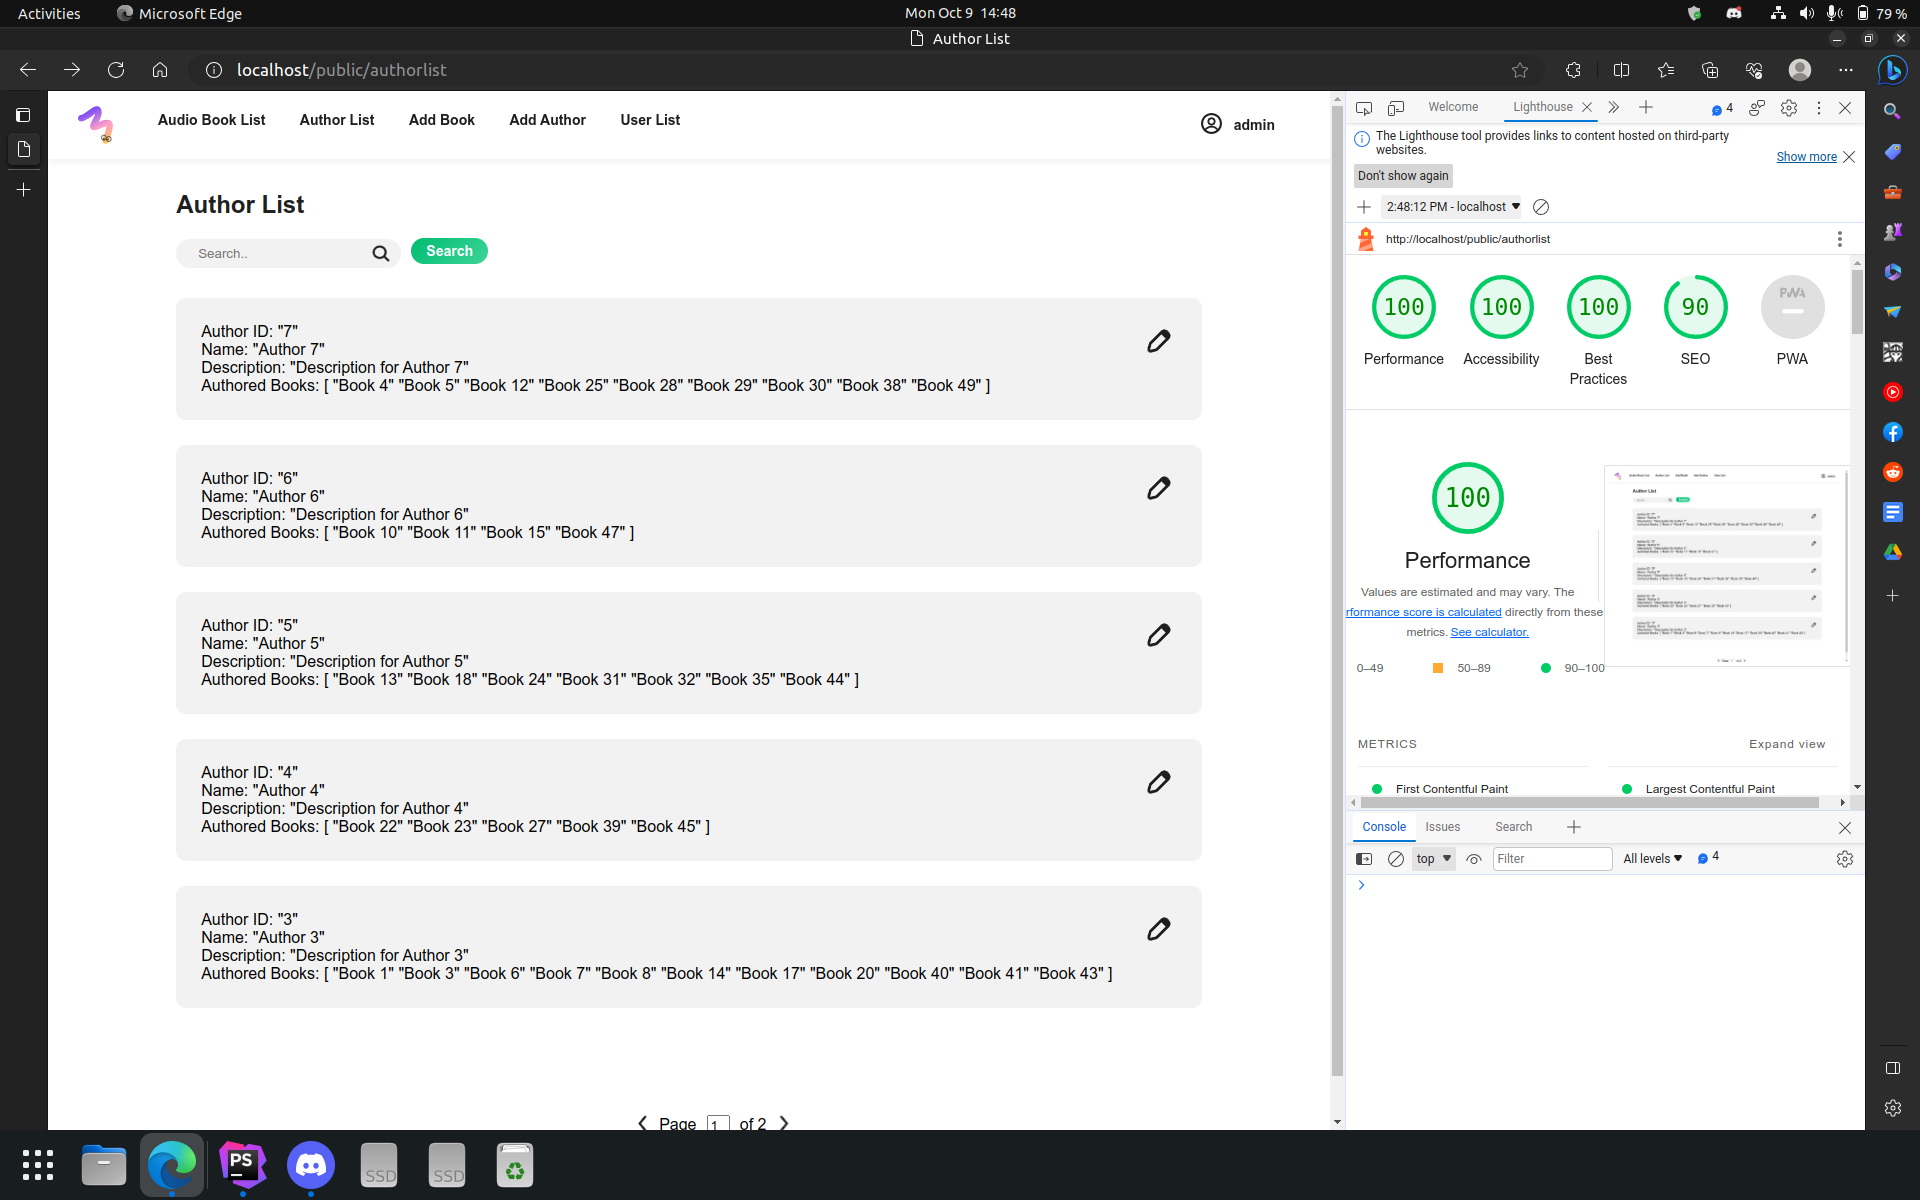 Activities
Microsoft Edge
Mon Oct 9 14:48
79 %
Author List
localhost/public/authorlist
Audio Book List
Author List
Add Book
Add Author
User List
admin
Author List
Search..
Search
Author ID: "7"
Name: "Author 7"
Description: "Description for Author 7"
Authored Books: [ "Book 4" "Book 5" "Book 12" "Book 25" "Book 28" "Book 29" "Book 30" "Book 38" "Book 49" ]
Author ID: "6"
Name: "Author 6"
Description: "Description for Author 6"
Authored Books: [ "Book 10" "Book 11" "Book 15" "Book 47" ]
Author ID: "5"
Name: "Author 5"
Description: "Description for Author 5"
Authored Books: [ "Book 13" "Book 18" "Book 24" "Book 31" "Book 32" "Book 35" "Book 44" ]
Author ID: "4"
Name: "Author 4"
Description: "Description for Author 4"
Authored Books: [ "Book 22" "Book 23" "Book 27" "Book 39" "Book 45" ]
Author ID: "3"
Name: "Author 3"
Description: "Description for Author 3"
Authored Books: [ "Book 1" "Book 3" "Book 6" "Book 7" "Book 8" "Book 14" "Book 17" "Book 20" "Book 40" "Book 41" "Book 43" ]
Page 1 of 2
Welcome
Lighthouse
4
The Lighthouse tool provides links to content hosted on third-party
websites.
Show more
Don't show again
2:48:12 PM - localhost
http://localhost/public/authorlist
100
100
100
90
PWA
Performance
Accessibility
Best
Practices
SEO
PWA
100
Performance
Values are estimated and may vary. The
rformance score is calculated directly from these
metrics. See calculator.
0–49
50–89
90–100
METRICS
Expand view
First Contentful Paint
Largest Contentful Paint
Console
Issues
Search
top
Filter
All levels
4
PS
SSD
SSD